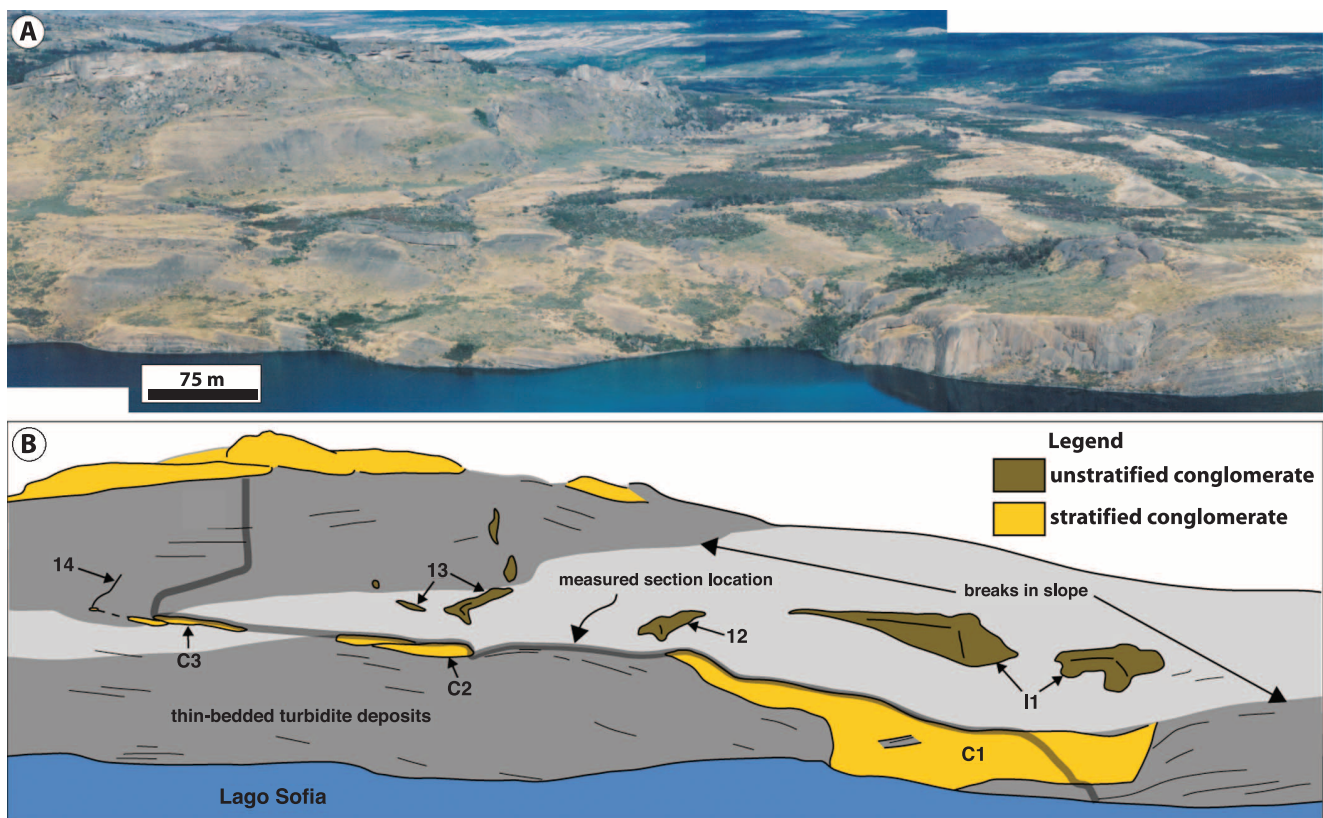 A
75 m
B
Legend
unstratified conglomerate
stratified conglomerate
14
13
measured section location
breaks in slope
12
C3
C2
I1
thin-bedded turbidite deposits
C1
Lago Sofia